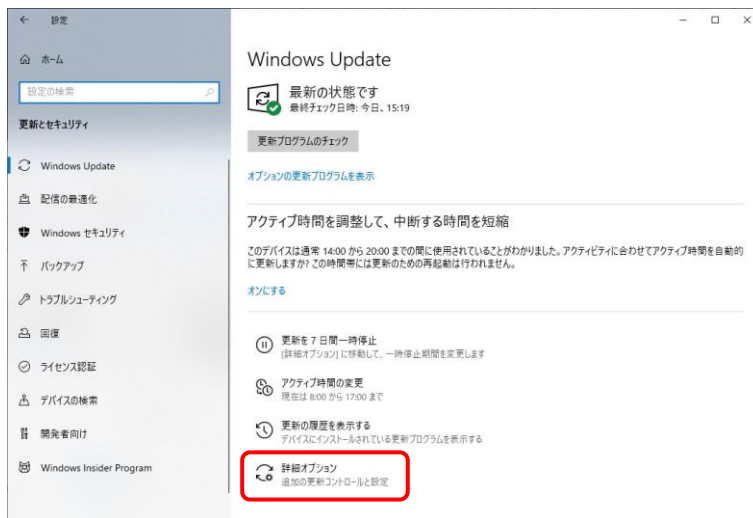 設定
ホーム
設定の検索
更新とセキュリティ
Windows Update
配信の最適化
Windows セキュリティ
バックアップ
トラブルシューティング
回復
ライセンス認証
デバイスの検索
開発者向け
Windows Insider Program
Windows Update
最新の状態です
最終チェック日時: 今日、15:19
更新プログラムのチェック
オプションの更新プログラムを表示
アクティブ時間を調整して、中断する時間を短縮
このデバイスは通常 14:00 から 20:00 までの間に使用されていることがわかりました。アクティビティに合わせてアクティブ時間を自動的
に更新しますか? この時間帯には更新のための再起動は行われません。
オンにする
更新を 7 日間一時停止
[詳細オプション] に移動して、一時停止期間を変更します
アクティブ時間の変更
現在は 8:00 から 17:00 まで
更新の履歴を表示する
デバイスにインストールされている更新プログラムを表示する
詳細オプション
追加の更新コントロールと設定